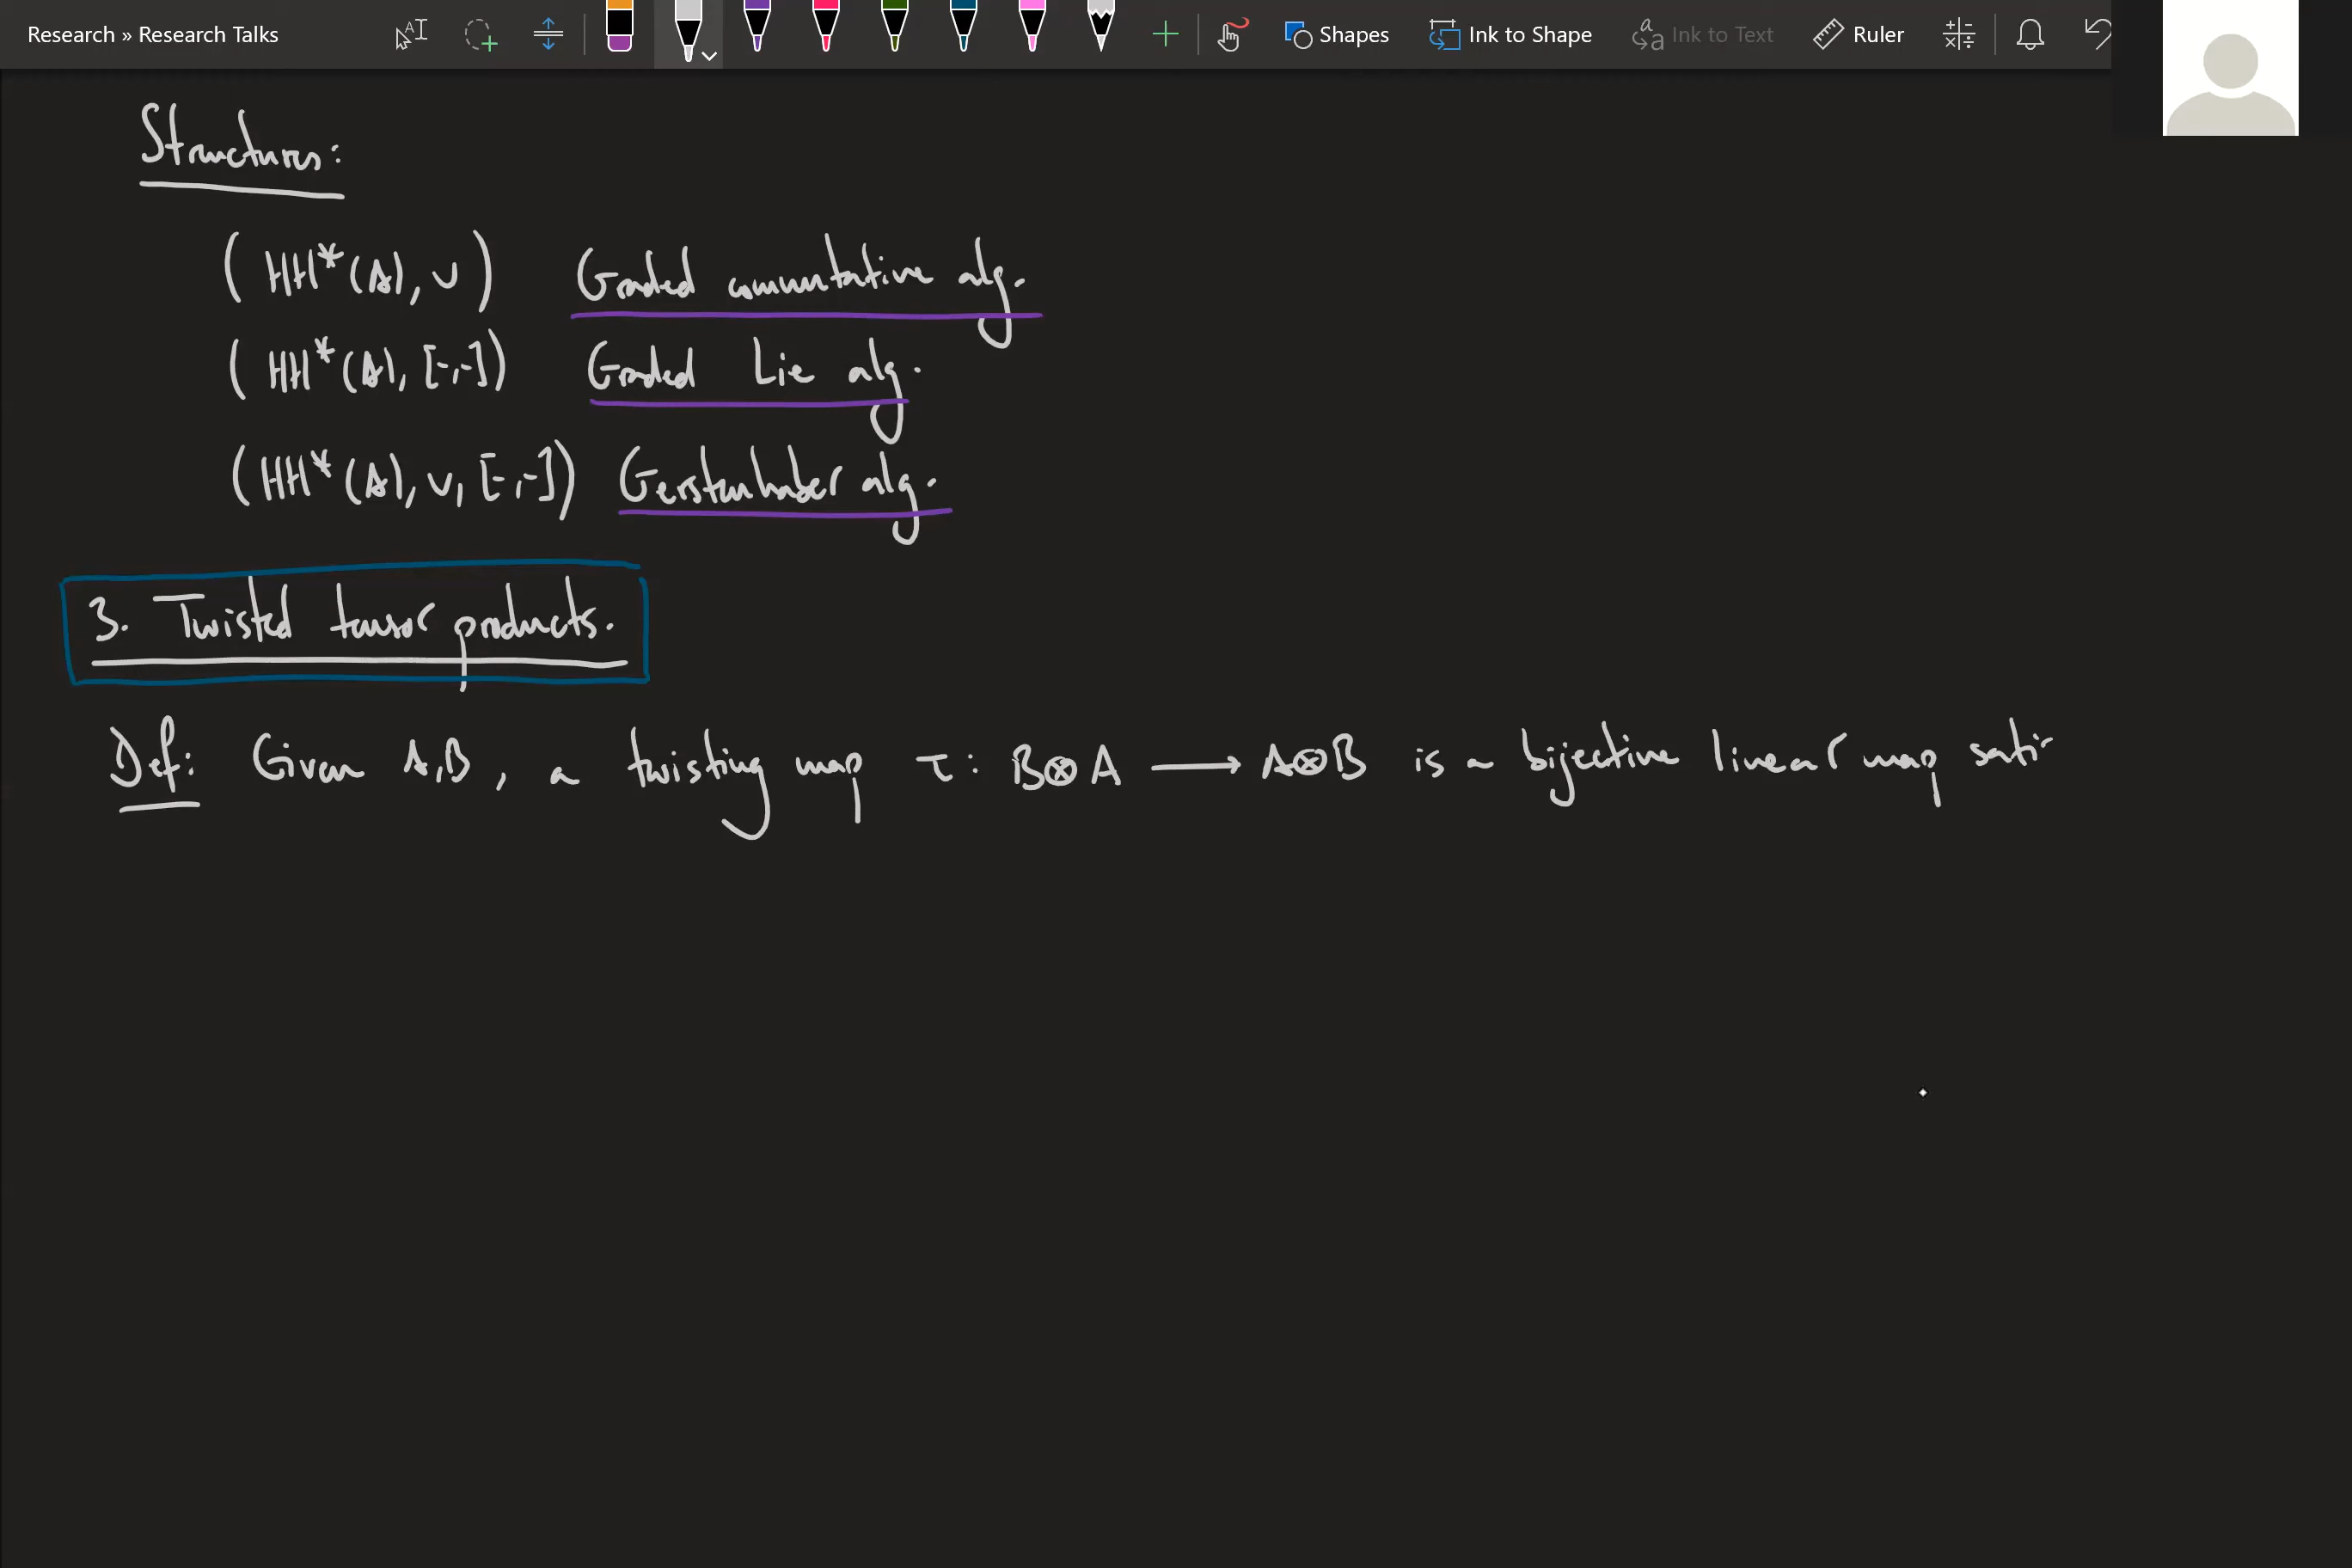 Research » Research Talks
Shapes
Ink to Shape
Ink to Text
Ruler
Structures:
(HH*(A), ∪) Graded commutative alg.
(HH*(A), [-,-]) Graded Lie alg.
(HH*(A), ∪, [-,-]) Gerstenhaber alg.
3. Twisted tensor products.
Def: Given A,B, a twisting map τ: B⊗A ⟶ A⊗B is a bijective linear map satis